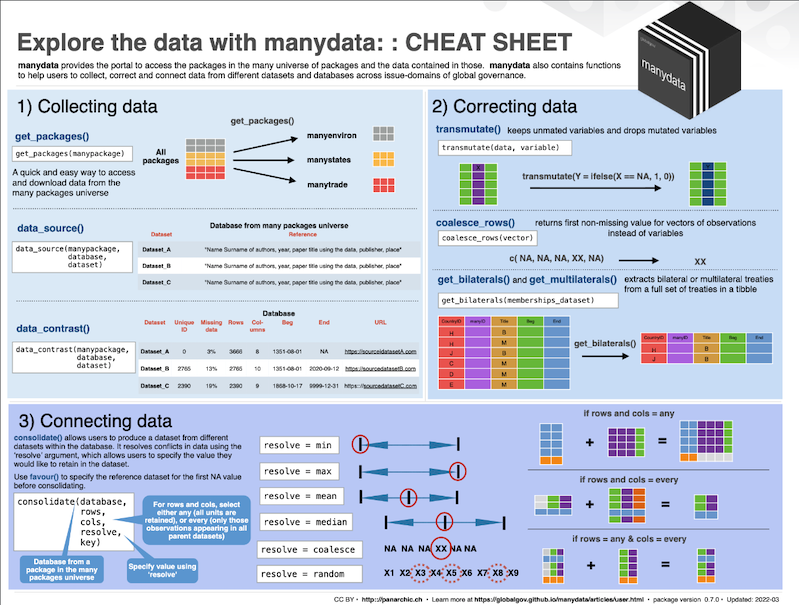 Explore the data with manydata: : CHEAT SHEET
manydata provides the portal to access the packages in the many universe of packages and the data contained in those. manydata also contains functions
to help users to collect, correct and connect data from different datasets and databases across issue-domains of global governance.
manydata
1) Collecting data
get_packages()
get_packages(manypackage)
A quick and easy way to access
and download data from the
many packages universe
get_packages()
All
packages
manyenviron
manystates
manytrade
data_source()
data_source(manypackage,
database,
dataset)
Database from many packages universe
Dataset Reference
Dataset_A "Name Surname of authors, year, paper title using the data, publisher, place"
Dataset_B "Name Surname of authors, year, paper title using the data, publisher, place"
Dataset_C "Name Surname of authors, year, paper title using the data, publisher, place"
data_contrast()
data_contrast(manypackage,
database,
dataset)
Database
Dataset Unique ID Missing data Rows Col-umns Beg End URL
Dataset_A 0 3% 3666 8 1351-08-01 NA https://sourcedatasetA.com
Dataset_B 2765 13% 2765 10 1351-08-01 2020-09-12 https://sourcedatasetB.com
Dataset_C 2390 19% 2390 9 1868-10-17 9999-12-31 https://sourcedatasetC.com
2) Correcting data
transmutate() keeps unmated variables and drops mutated variables
transmutate(data, variable)
X
transmutate(Y = ifelse(X == NA, 1, 0))
Y
coalesce_rows() returns first non-missing value for vectors of observations
instead of variables
coalesce_rows(vector)
c( NA, NA, NA, XX, NA)
XX
get_bilaterals() and get_multilaterals() extracts bilateral or multilateral treaties
from a full set of treaties in a tibble
get_bilaterals(memberships_dataset)
CountryID manyID Title Beg End
H B
H M
J B
C M
D M
E M
get_bilaterals()
CountryID manyID Title Beg End
H B
J B
3) Connecting data
consolidate() allows users to produce a dataset from different
datasets within the database. It resolves conflicts in data using the
'resolve' argument, which allows users to specify the value they
would like to retain in the dataset.
Use favour() to specify the reference dataset for the first NA value
before consolidating.
consolidate(database,
rows,
cols,
resolve,
key)
For rows and cols, select
either any (all units are
retained), or every (only those
observations appearing in all
parent datasets)
Database from a
package in the many
packages universe
Specify value using
'resolve'
resolve = min
resolve = max
resolve = mean
resolve = median
resolve = coalesce
NA NA NA XX NA NA
resolve = random
X1 X2 X3 X4 X5 X6 X7 X8 X9
if rows and cols = any
+ =
if rows and cols = every
+ =
if rows = any & cols = every
+ =
CC BY • http://panarchic.ch • Learn more at https://globalgov.github.io/manydata/articles/user.html • package version 0.7.0 • Updated: 2022-03